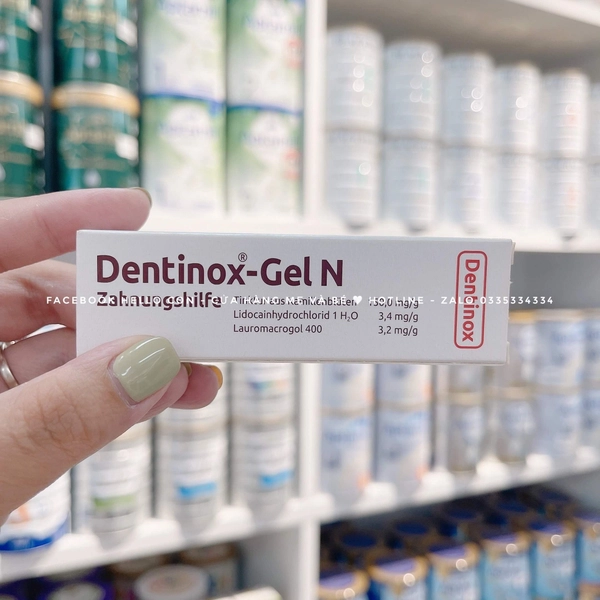 Dentinox®-Gel N
Zahnungshilfe
Lidocainhydrochlorid 1 H₂O 3,4 mg/g
Lauromacrogol 400 3,2 mg/g
Dentinox
FACEBOOK HOTLINE - ZALO 0335334334